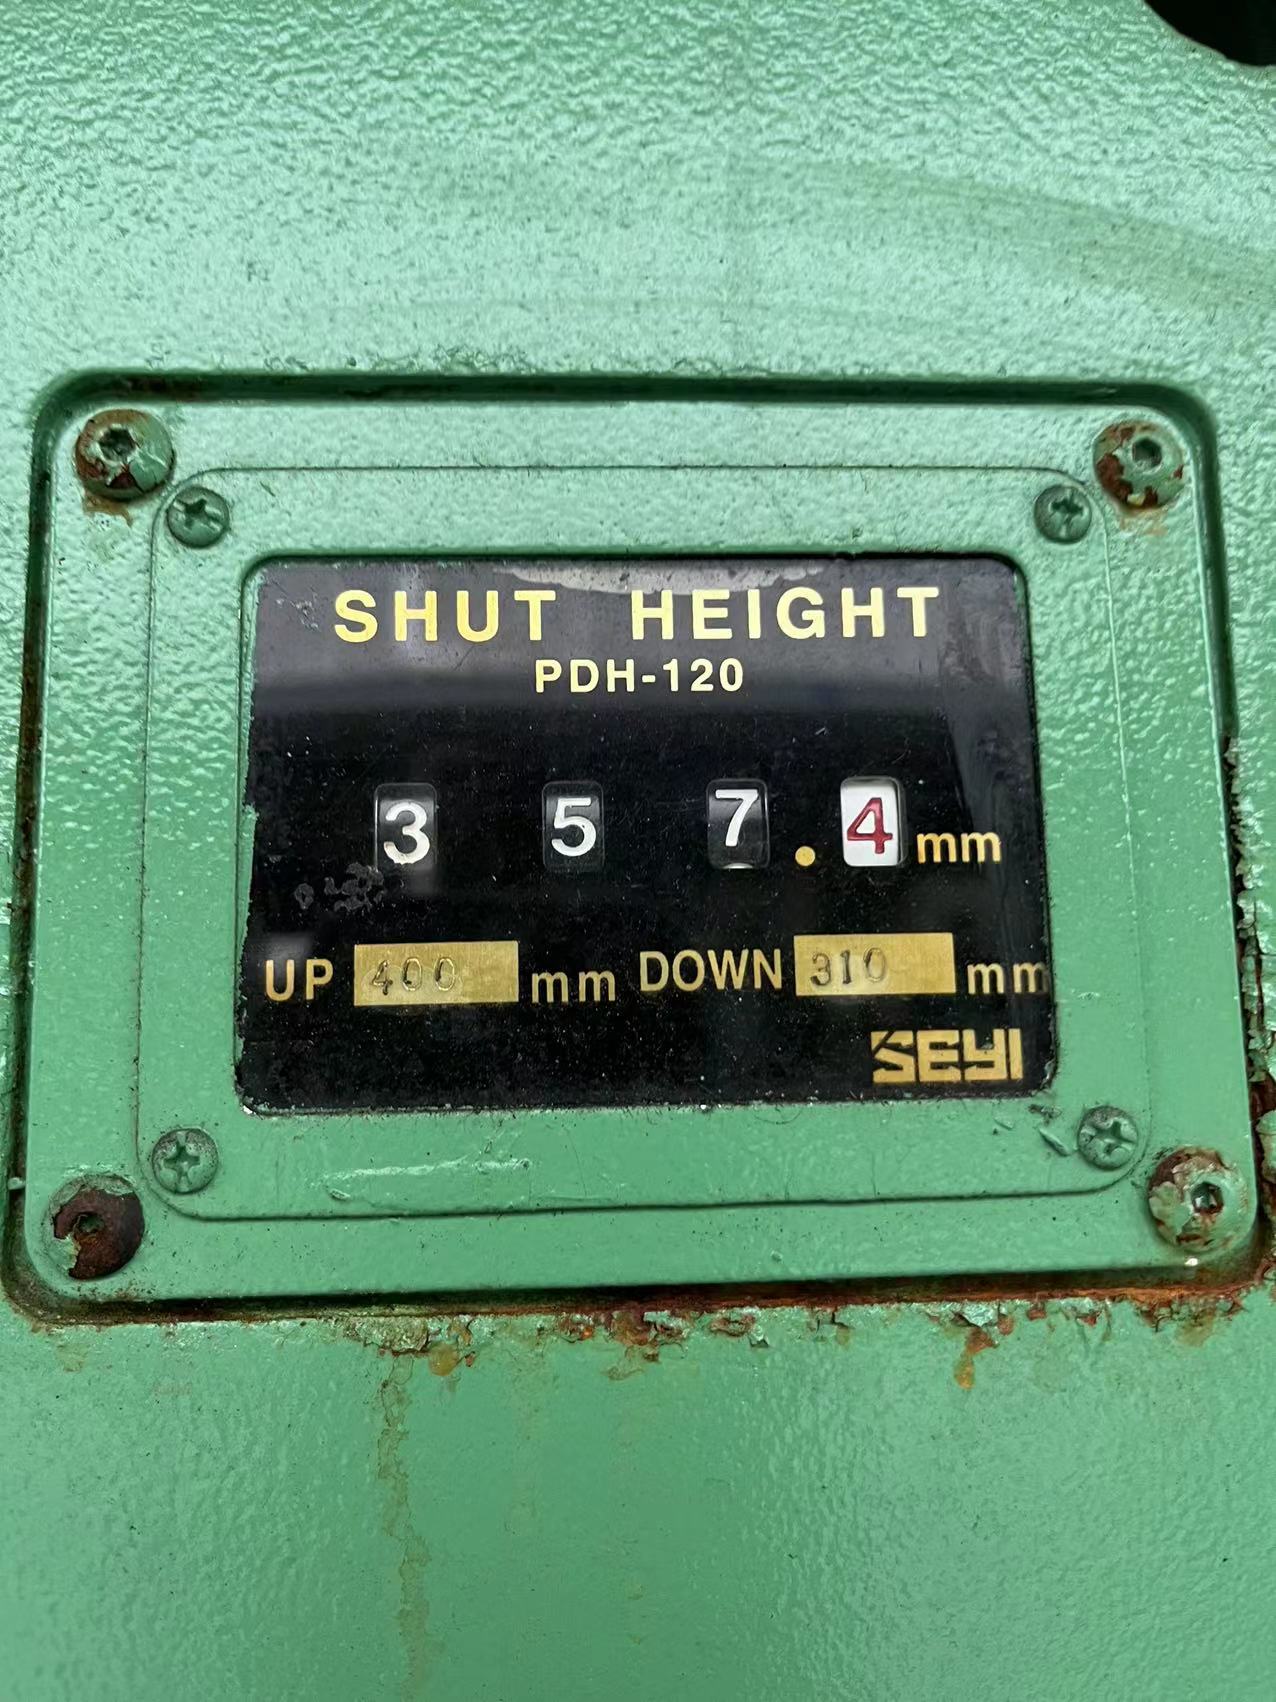 SHUT HEIGHT
PDH-120
3 5 7.4 mm
UP 400 mm DOWN 310 mm
SEYI